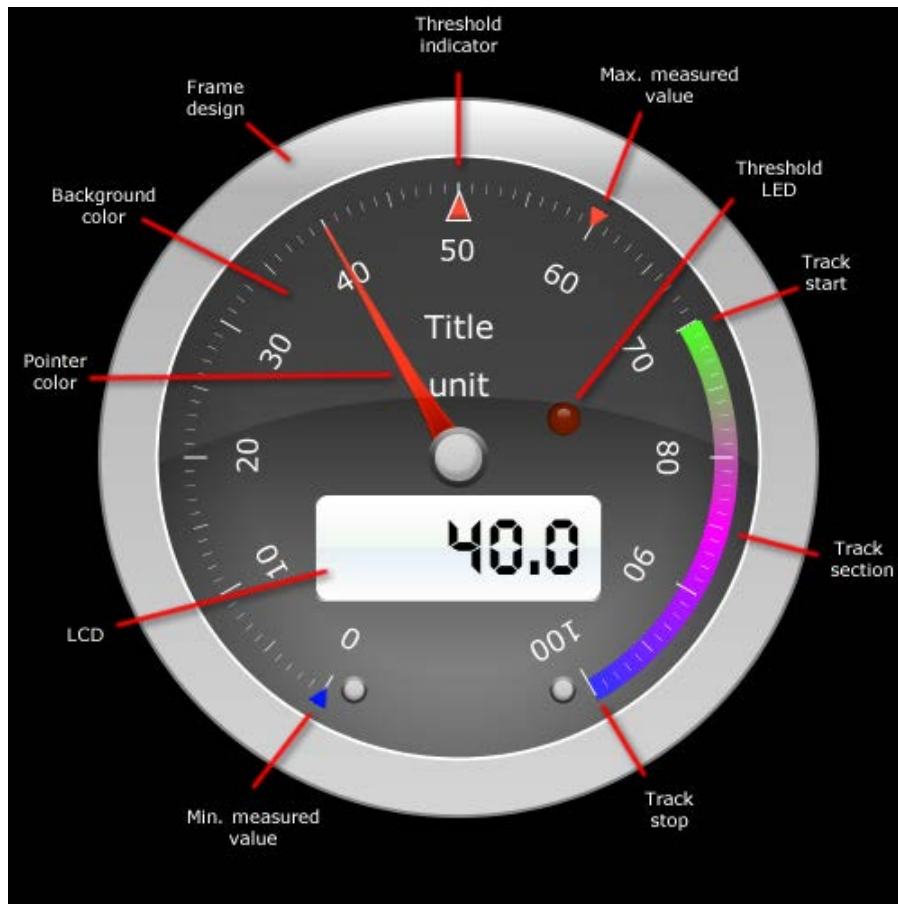 Threshold
indicator
Max. measured
value
Frame
design
Threshold
LED
Background
color
Track
start
Pointer
color
Track
section
LCD
Min. measured
value
Track
stop
0
10
20
30
40
50
60
70
80
90
100
Title
unit
40.0